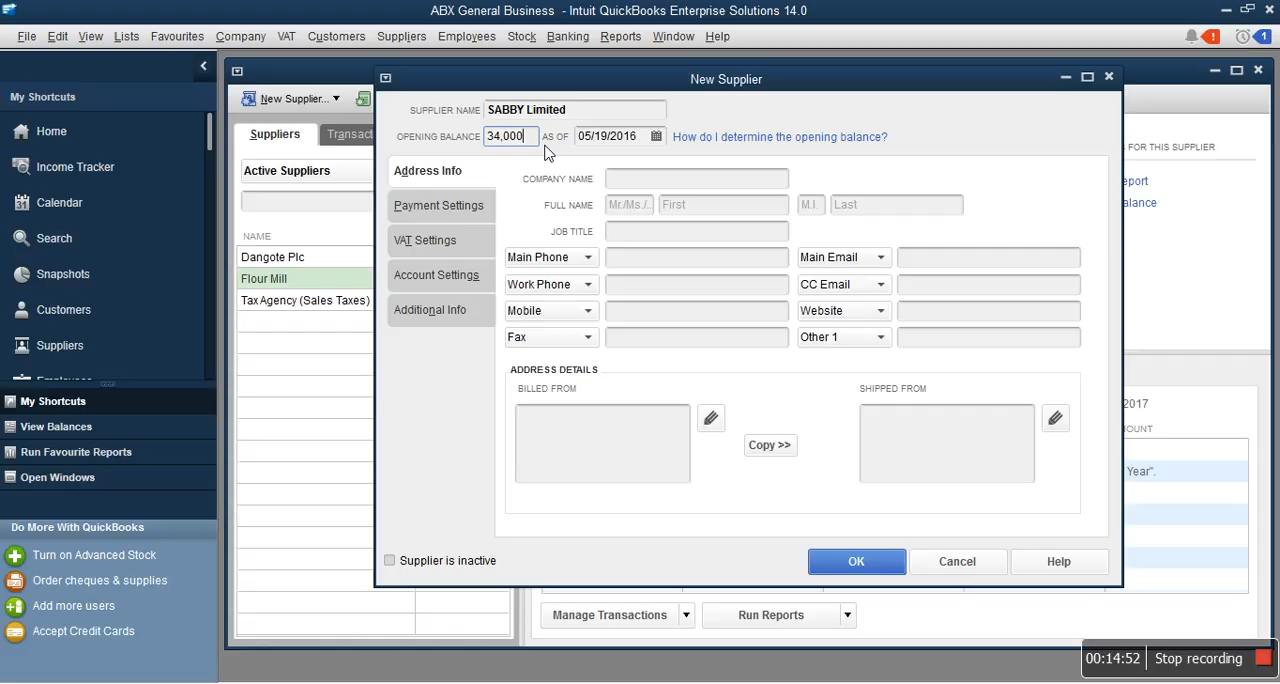 ABX General Business - Intuit QuickBooks Enterprise Solutions 14.0
File Edit View Lists Favourites Company VAT Customers Suppliers Employees Stock Banking Reports Window Help
! 1
My Shortcuts
Home
Income Tracker
Calendar
Search
Snapshots
Customers
Suppliers
My Shortcuts
View Balances
Run Favourite Reports
Open Windows
Do More With QuickBooks
Turn on Advanced Stock
Order cheques & supplies
Add more users
Accept Credit Cards
New Supplier...
Suppliers Transact
Active Suppliers
NAME
Dangote Plc
Flour Mill
Tax Agency (Sales Taxes)
New Supplier
SUPPLIER NAME SABBY Limited
OPENING BALANCE 34,000 AS OF 05/19/2016 How do I determine the opening balance?
Address Info
Payment Settings
VAT Settings
Account Settings
Additional Info
COMPANY NAME
FULL NAME Mr./Ms./.. First M.I. Last
JOB TITLE
Main Phone Main Email
Work Phone CC Email
Mobile Website
Fax Other 1
ADDRESS DETAILS
BILLED FROM SHIPPED FROM
Copy >>
Supplier is inactive
OK Cancel Help
FOR THIS SUPPLIER
eport
alance
2017
OUNT
Year".
Manage Transactions Run Reports
00:14:52 Stop recording